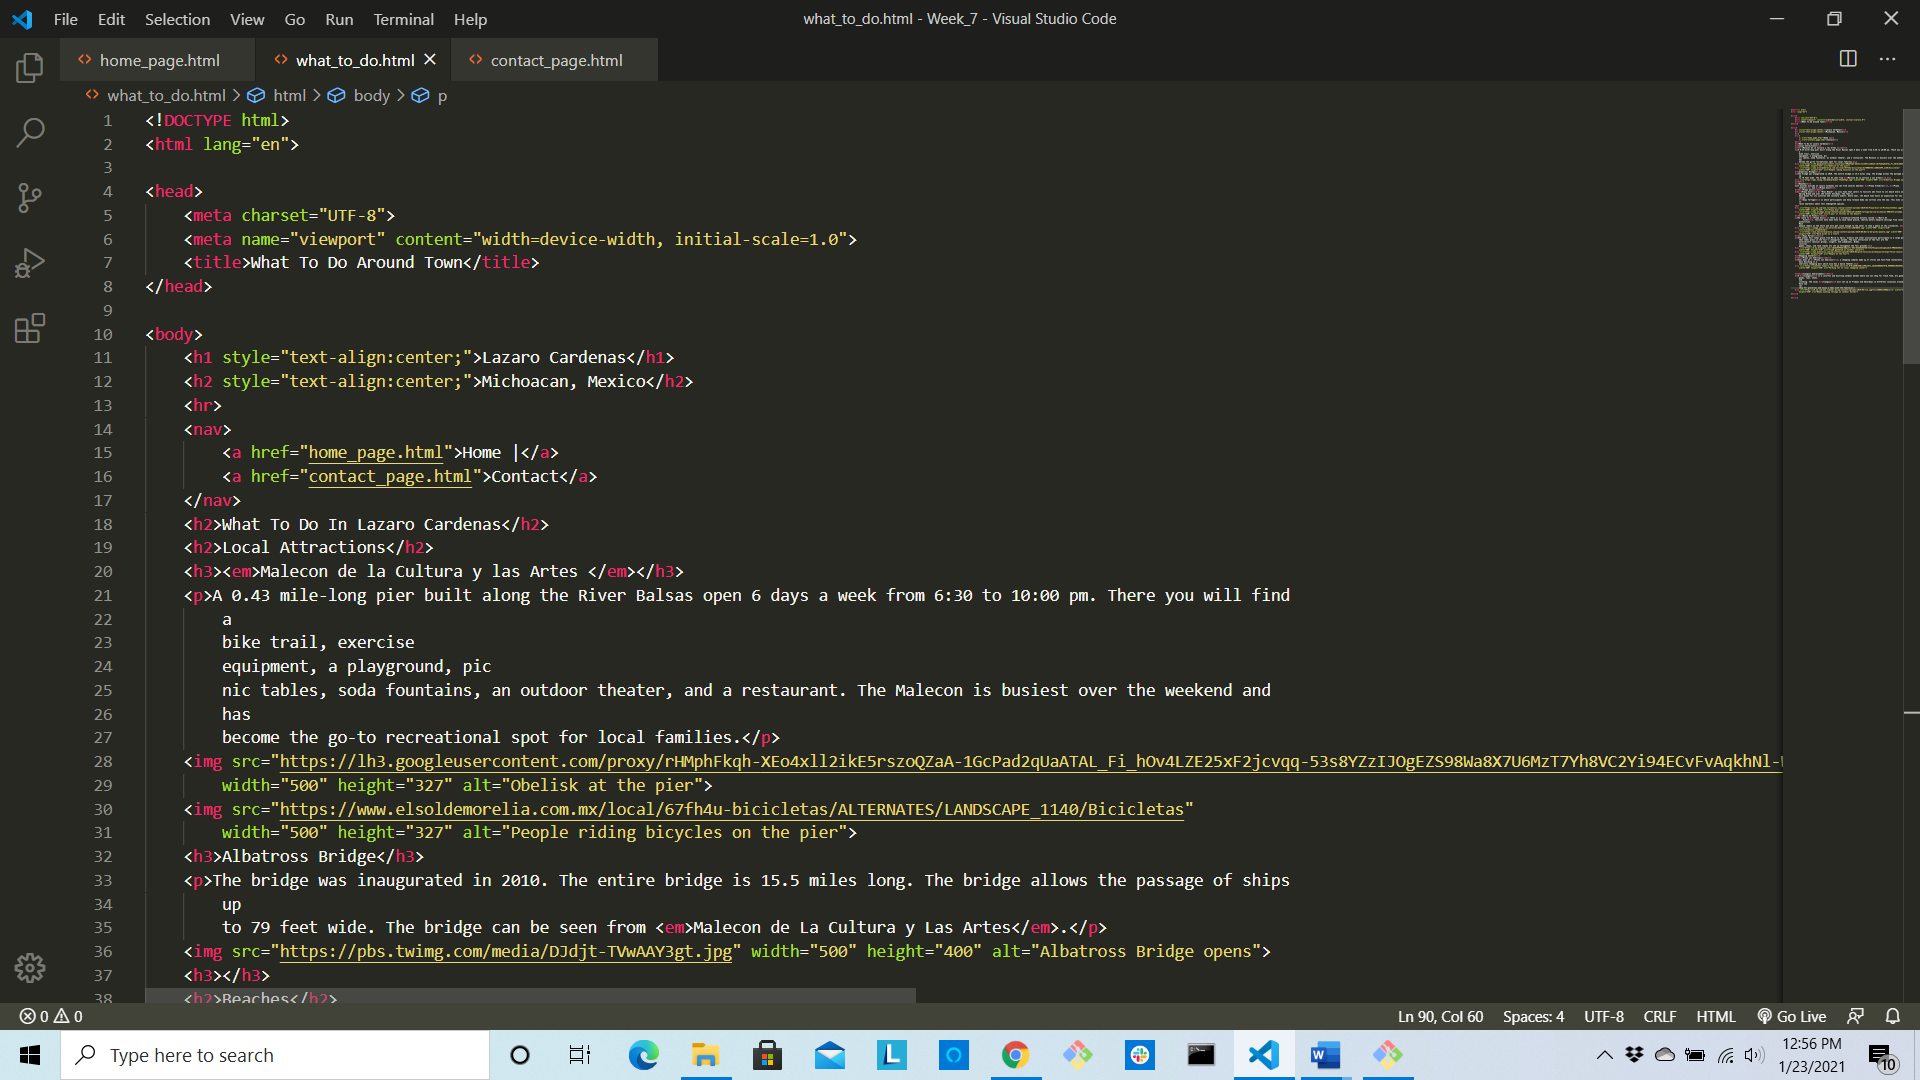 File Edit Selection View Go Run Terminal Help
what_to_do.html - Week_7 - Visual Studio Code
home_page.html
what_to_do.html
contact_page.html
what_to_do.html > html > body > p
1 <!DOCTYPE html>
2 <html lang="en">
3
4 <head>
5     <meta charset="UTF-8">
6     <meta name="viewport" content="width=device-width, initial-scale=1.0">
7     <title>What To Do Around Town</title>
8 </head>
9
10 <body>
11     <h1 style="text-align:center;">Lazaro Cardenas</h1>
12     <h2 style="text-align:center;">Michoacan, Mexico</h2>
13     <hr>
14     <nav>
15         <a href="home_page.html">Home |</a>
16         <a href="contact_page.html">Contact</a>
17     </nav>
18     <h2>What To Do In Lazaro Cardenas</h2>
19     <h2>Local Attractions</h2>
20     <h3><em>Malecon de la Cultura y las Artes </em></h3>
21     <p>A 0.43 mile-long pier built along the River Balsas open 6 days a week from 6:30 to 10:00 pm. There you will find
22         a
23         bike trail, exercise
24         equipment, a playground, pic
25         nic tables, soda fountains, an outdoor theater, and a restaurant. The Malecon is busiest over the weekend and
26         has
27         become the go-to recreational spot for local families.</p>
28     <img src="https://lh3.googleusercontent.com/proxy/rHMphFkqh-XEo4xll2ikE5rszoQZaA-1GcPad2qUaATAL_Fi_hOv4LZE25xF2jcvqq-53s8YZzIJOgEZS98Wa8X7U6MzT7Yh8VC2Yi94ECvFvAqkhNl-
29         width="500" height="327" alt="Obelisk at the pier">
30     <img src="https://www.elsoldemorelia.com.mx/local/67fh4u-bicicletas/ALTERNATES/LANDSCAPE_1140/Bicicletas"
31         width="500" height="327" alt="People riding bicycles on the pier">
32     <h3>Albatross Bridge</h3>
33     <p>The bridge was inaugurated in 2010. The entire bridge is 15.5 miles long. The bridge allows the passage of ships
34         up
35         to 79 feet wide. The bridge can be seen from <em>Malecon de La Cultura y Las Artes</em>.</p>
36     <img src="https://pbs.twimg.com/media/DJdjt-TVwAAY3gt.jpg" width="500" height="400" alt="Albatross Bridge opens">
37     <h3></h3>
38     <h2>Beaches</h2>
0 0
Ln 90, Col 60 Spaces: 4 UTF-8 CRLF HTML Go Live
Type here to search
12:56 PM
1/23/2021
10